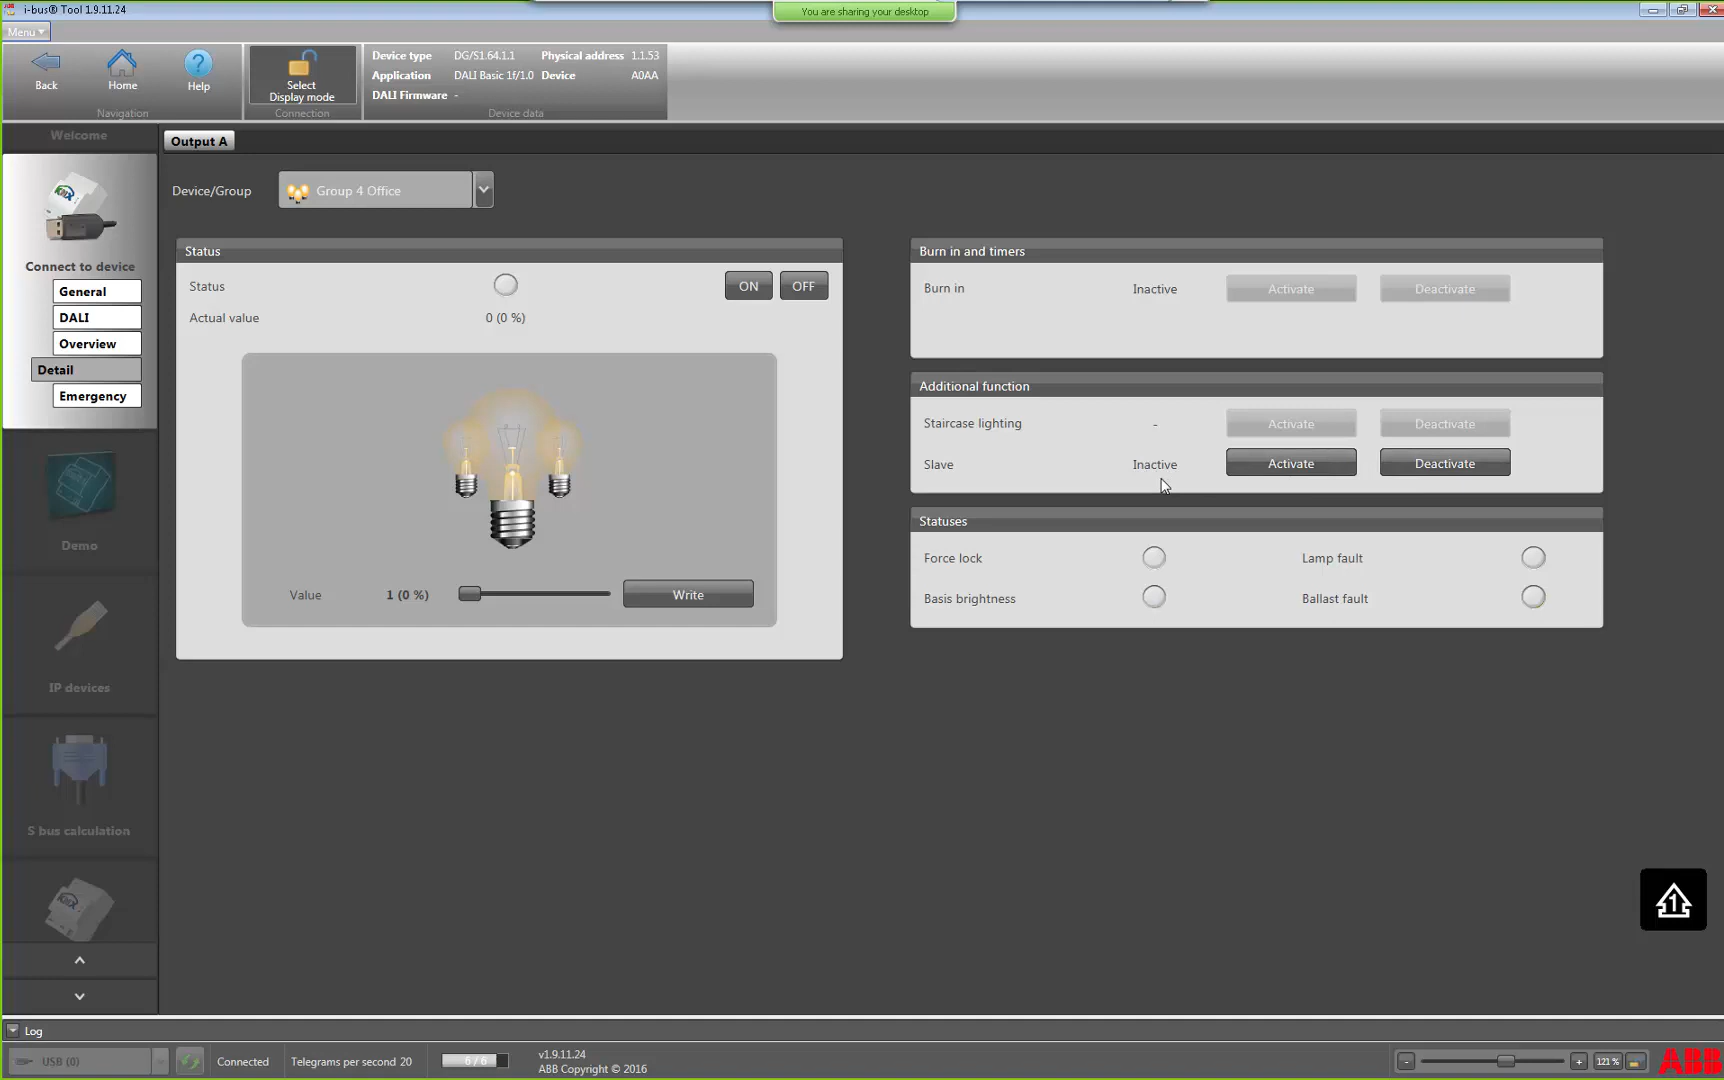 i-bus® Tool 1.9.11.24
You are sharing your desktop
Menu
Back
Home
Help
Navigation
Select
Display mode
Connection
Device type DG/S1.64.1.1 Physical address 1.1.53
Application DALI Basic 1f/1.0 Device A0AA
DALI Firmware -
Device data
Welcome
Connect to device
General
DALI
Overview
Detail
Emergency
Demo
IP devices
S bus calculation
Output A
Device/Group Group 4 Office
Status
Status ON OFF
Actual value 0 (0 %)
Value 1 (0 %) Write
Burn in and timers
Burn in Inactive Activate Deactivate
Additional function
Staircase lighting - Activate Deactivate
Slave Inactive Activate Deactivate
Statuses
Force lock Lamp fault
Basis brightness Ballast fault
1
Log
USB (0) Connected Telegrams per second 20 6 / 6
v1.9.11.24
ABB Copyright © 2016
- + 121 % ABB